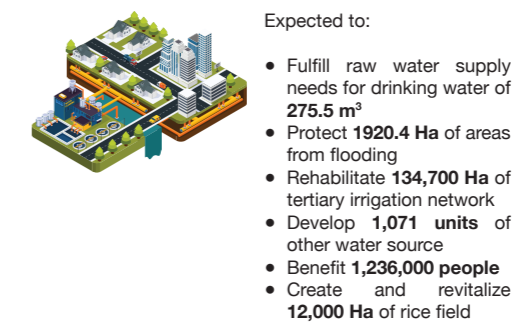 Expected to:
• Fulfill raw water supply
needs for drinking water of
275.5 m³
• Protect 1920.4 Ha of areas
from flooding
• Rehabilitate 134,700 Ha of
tertiary irrigation network
• Develop 1,071 units of
other water source
• Benefit 1,236,000 people
• Create and revitalize
12,000 Ha of rice field